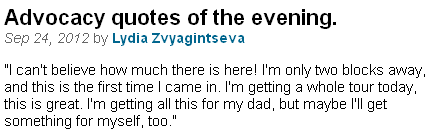 Advocacy quotes of the evening.
Sep 24, 2012 by Lydia Zvyagintseva
"I can't believe how much there is here! I'm only two blocks away,
and this is the first time I came in. I'm getting a whole tour today,
this is great. I'm getting all this for my dad, but maybe I'll get
something for myself, too."